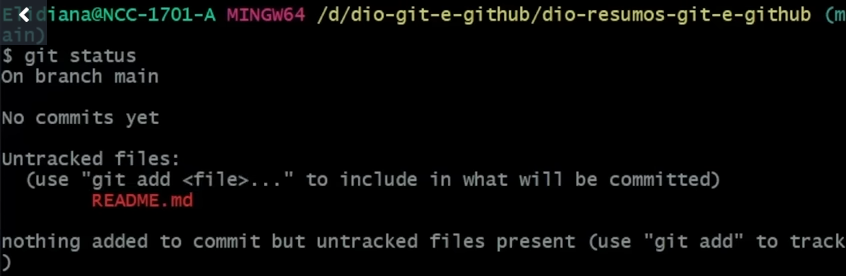 diana@NCC-1701-A MINGW64 /d/dio-git-e-github/dio-resumos-git-e-github (m
ain)
$ git status
On branch main
No commits yet
Untracked files:
(use "git add <file>..." to include in what will be committed)
README.md
nothing added to commit but untracked files present (use "git add" to track
)